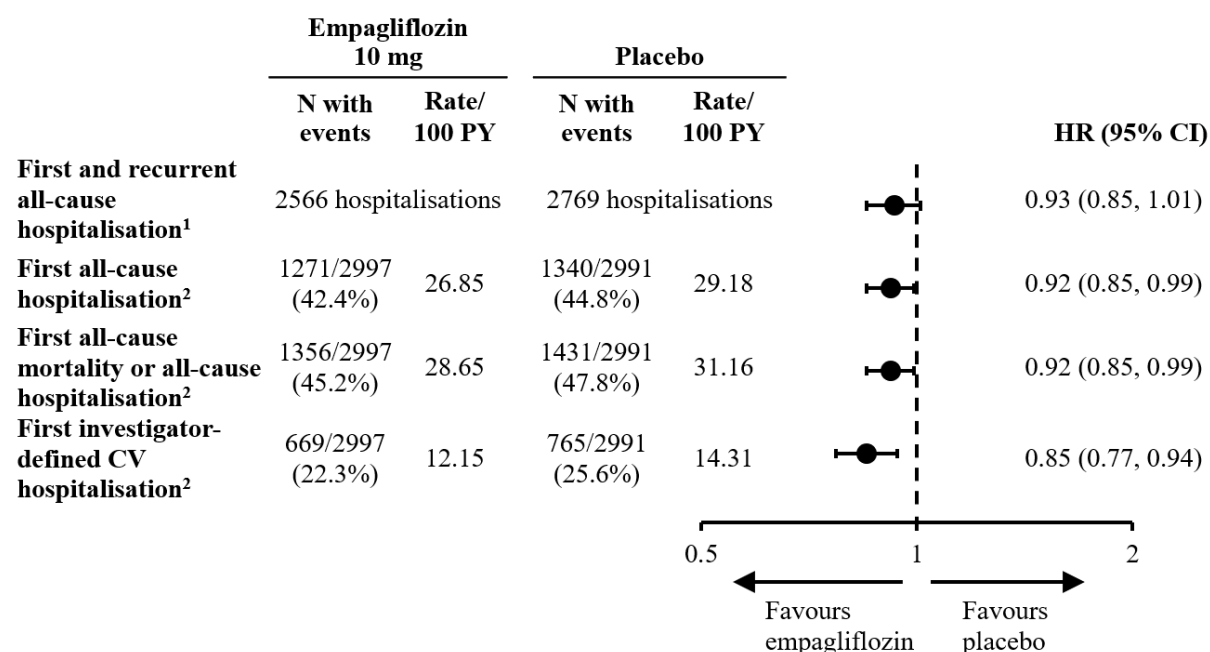 Empagliflozin
10 mg
Placebo
N with
events
Rate/
100 PY
N with
events
Rate/
100 PY
HR (95% CI)
First and recurrent
all-cause
hospitalisation¹
2566 hospitalisations
2769 hospitalisations
0.93 (0.85, 1.01)
First all-cause
hospitalisation²
1271/2997
(42.4%)
26.85
1340/2991
(44.8%)
29.18
0.92 (0.85, 0.99)
First all-cause
mortality or all-cause
hospitalisation²
1356/2997
(45.2%)
28.65
1431/2991
(47.8%)
31.16
0.92 (0.85, 0.99)
First investigator-
defined CV
hospitalisation²
669/2997
(22.3%)
12.15
765/2991
(25.6%)
14.31
0.85 (0.77, 0.94)
0.5
1
2
Favours
empagliflozin
Favours
placebo